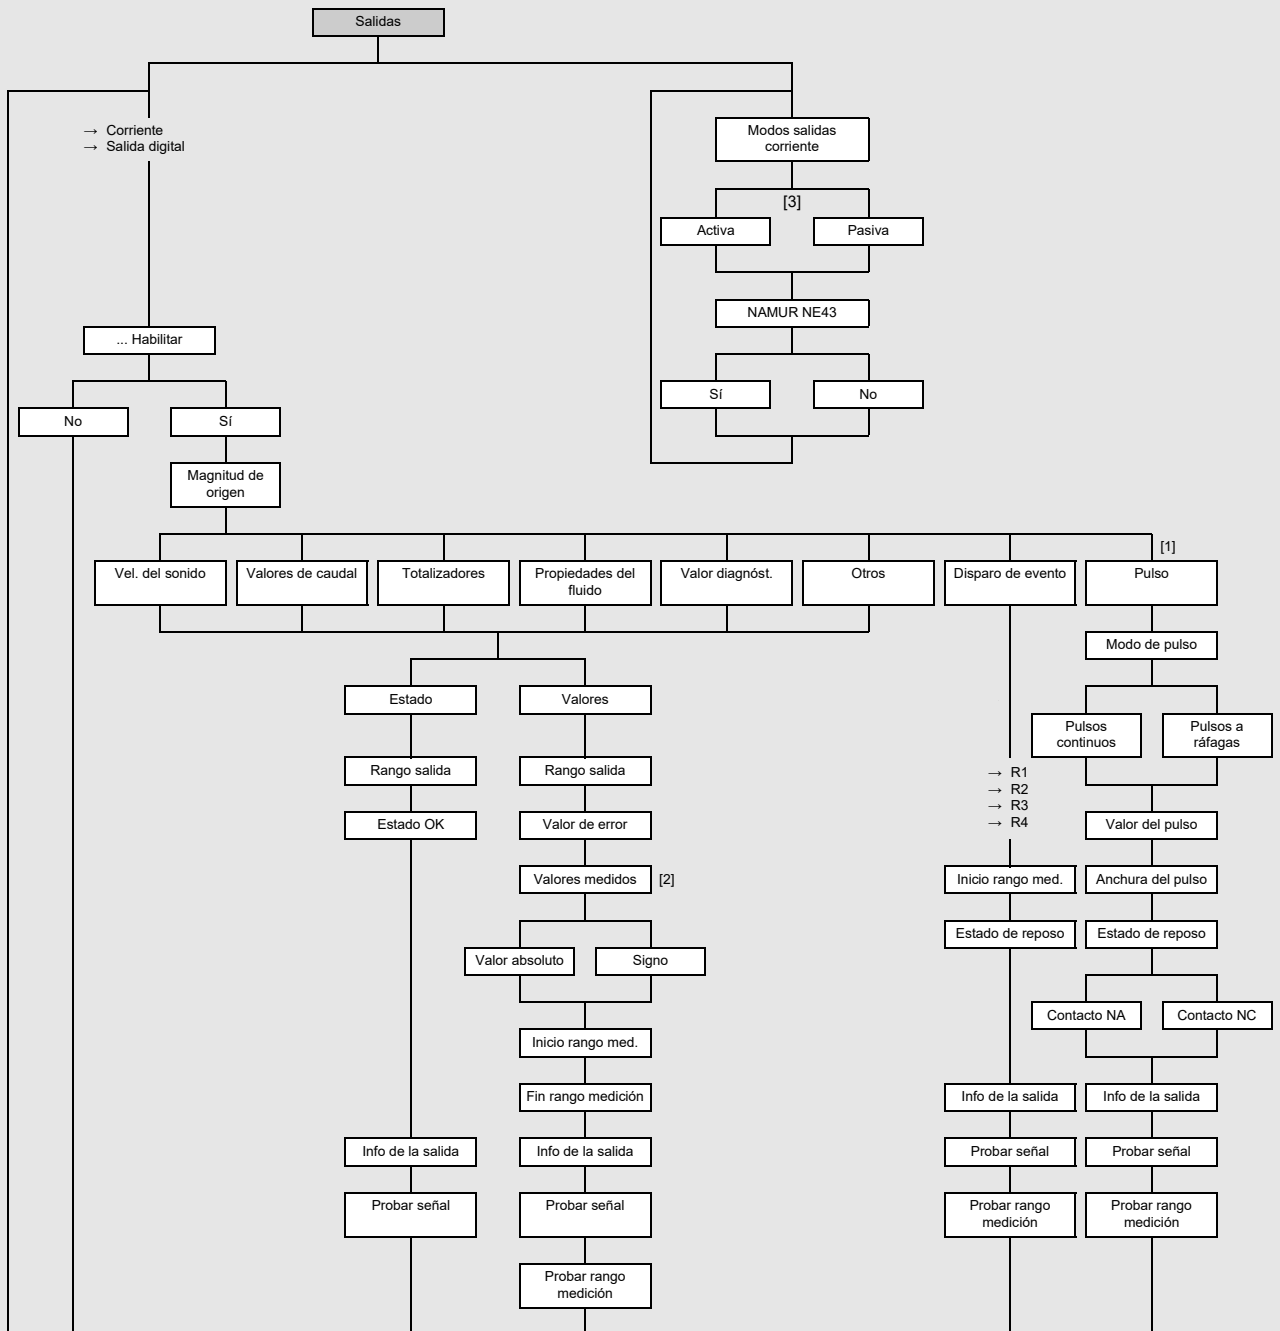 Salidas
→ Corriente
→ Salida digital
Modos salidas
corriente
[3]
Activa
Pasiva
NAMUR NE43
... Habilitar
Sí
No
No
Sí
Magnitud de
origen
[1]
Vel. del sonido
Valores de caudal
Totalizadores
Propiedades del
fluido
Valor diagnóst.
Otros
Disparo de evento
Pulso
Modo de pulso
Estado
Valores
Pulsos
continuos
Pulsos a
ráfagas
Rango salida
Rango salida
→ R1
→ R2
→ R3
→ R4
Estado OK
Valor de error
Valor del pulso
Valores medidos
[2]
Inicio rango med.
Anchura del pulso
Estado de reposo
Estado de reposo
Valor absoluto
Signo
Contacto NA
Contacto NC
Inicio rango med.
Fin rango medición
Info de la salida
Info de la salida
Info de la salida
Info de la salida
Probar señal
Probar señal
Probar señal
Probar señal
Probar rango
medición
Probar rango
medición
Probar rango
medición